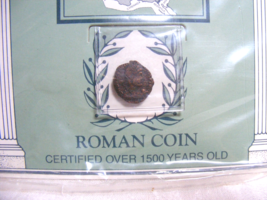 ROMAN COIN
CERTIFIED OVER 1500 YEARS OLD